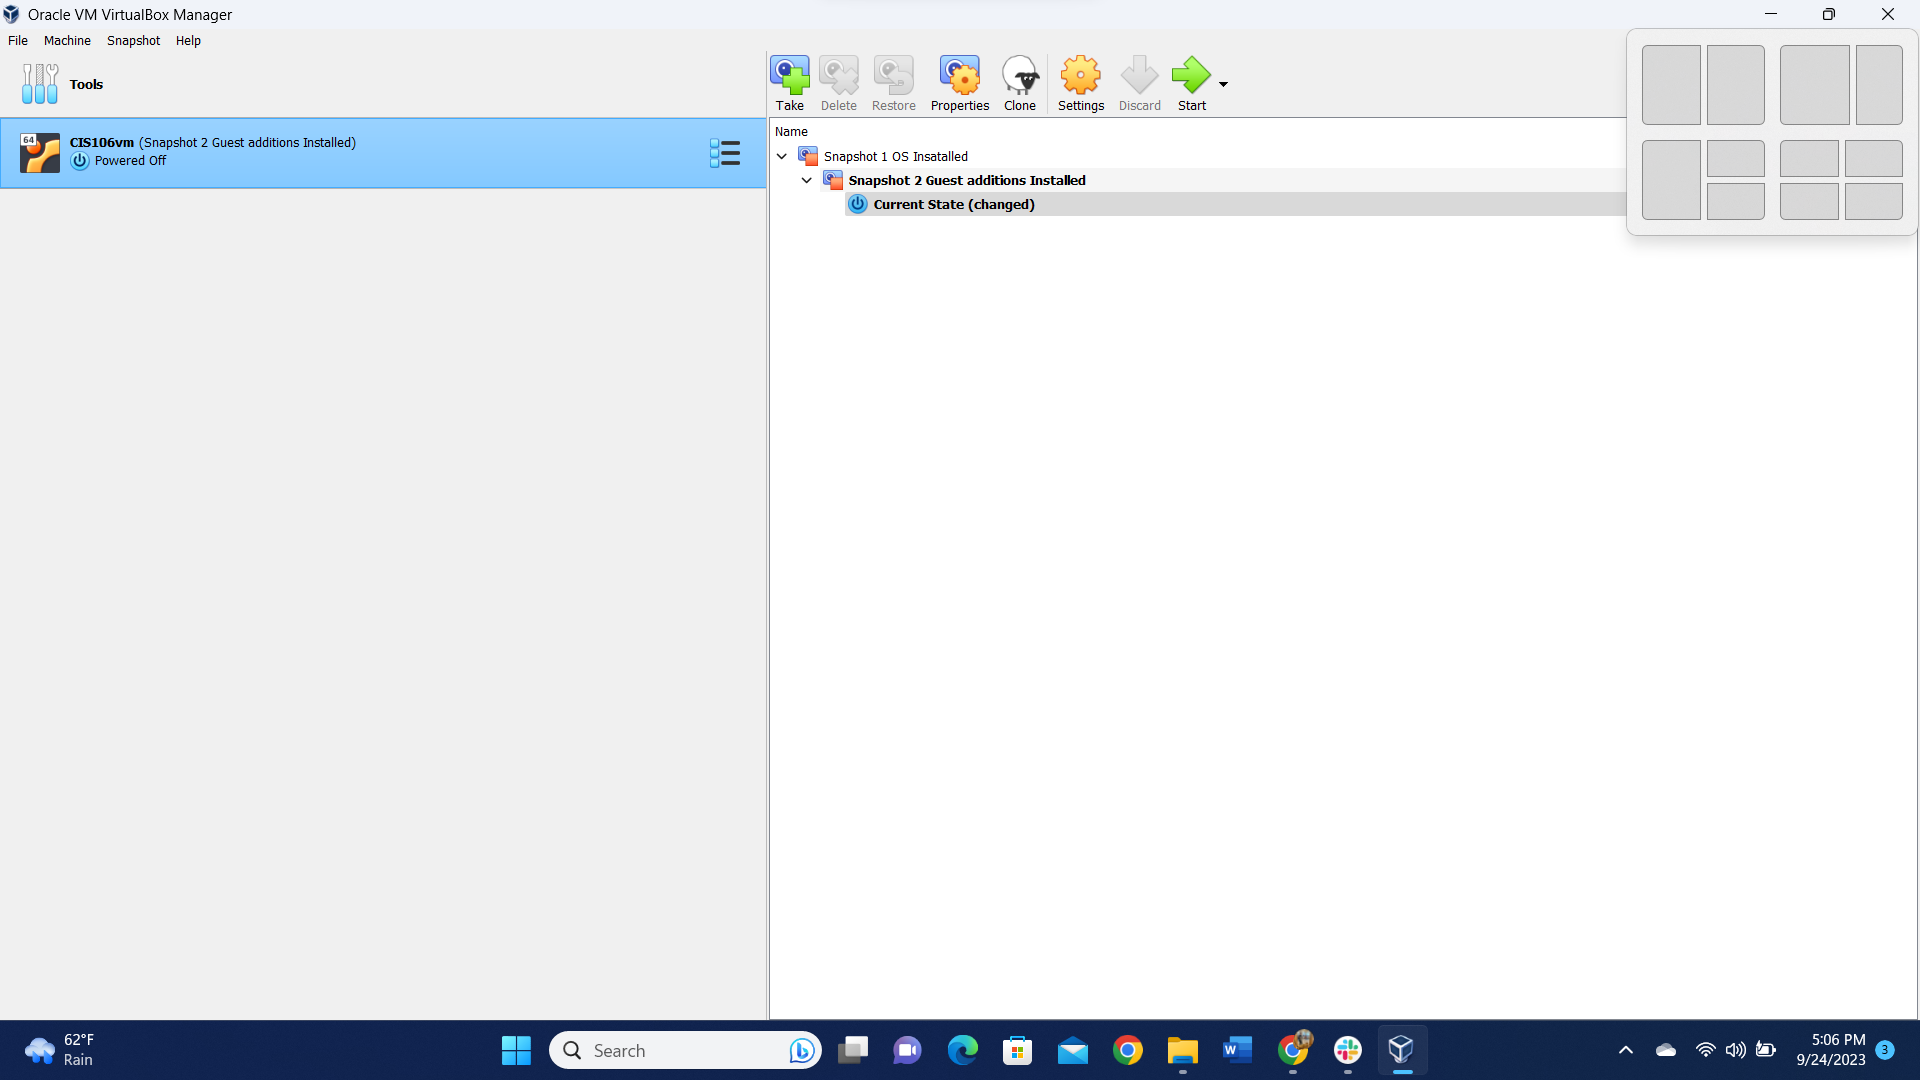 Oracle VM VirtualBox Manager
File Machine Snapshot Help
Tools
Take Delete Restore Properties Clone Settings Discard Start
64
CIS106vm (Snapshot 2 Guest additions Installed)
Powered Off
Name
Snapshot 1 OS Insatalled
Snapshot 2 Guest additions Installed
Current State (changed)
62°F
Rain
Search
W
5:06 PM
9/24/2023
3